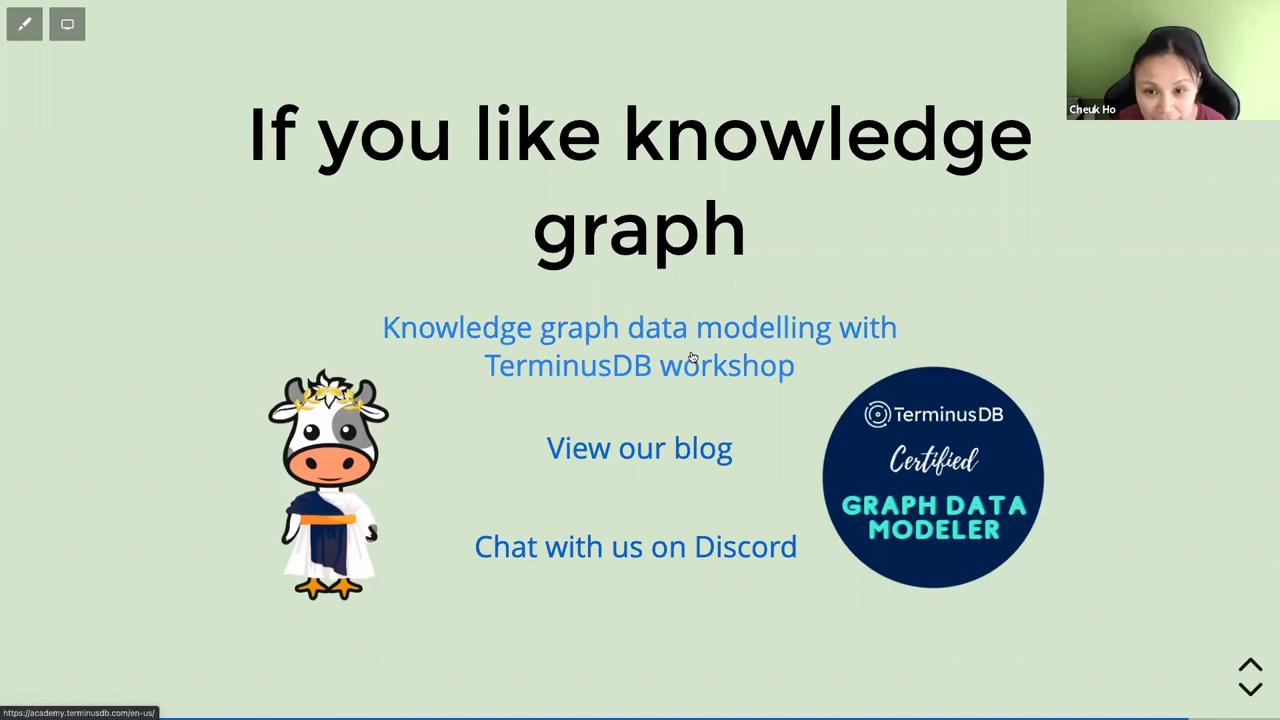 Cheuk Ho
If you like knowledge
graph
Knowledge graph data modelling with
TerminusDB workshop
TerminusDB
Certified
GRAPH DATA
MODELER
View our blog
Chat with us on Discord
https://academy.terminusdb.com/en-us/